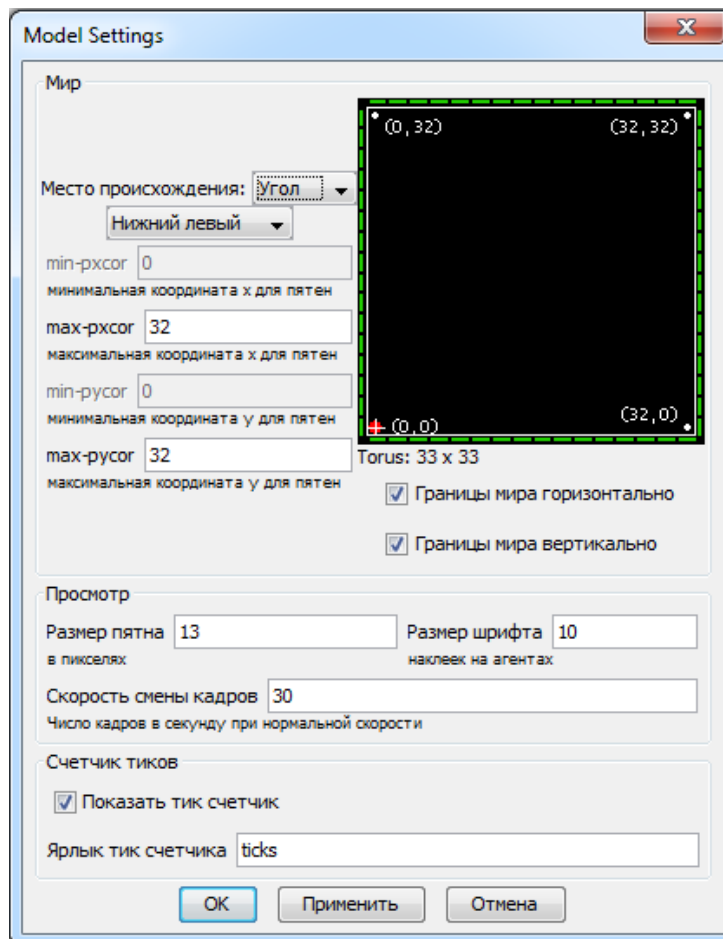 Model Settings
Мир
(0,32) (32,32)
Место происхождения: Угол
Нижний левый
min-pxcor 0
минимальная координата x для пятен
max-pxcor 32
максимальная координата x для пятен
min-pycor 0
минимальная координата y для пятен
(0,0) (32,0)
max-pycor 32
максимальная координата y для пятен
Torus: 33 x 33
Границы мира горизонтально
Границы мира вертикально
Просмотр
Размер пятна 13 Размер шрифта 10
в пикселях наклеек на агентах
Скорость смены кадров 30
Число кадров в секунду при нормальной скорости
Счетчик тиков
Показать тик счетчик
Ярлык тик счетчика ticks
OK Применить Отмена